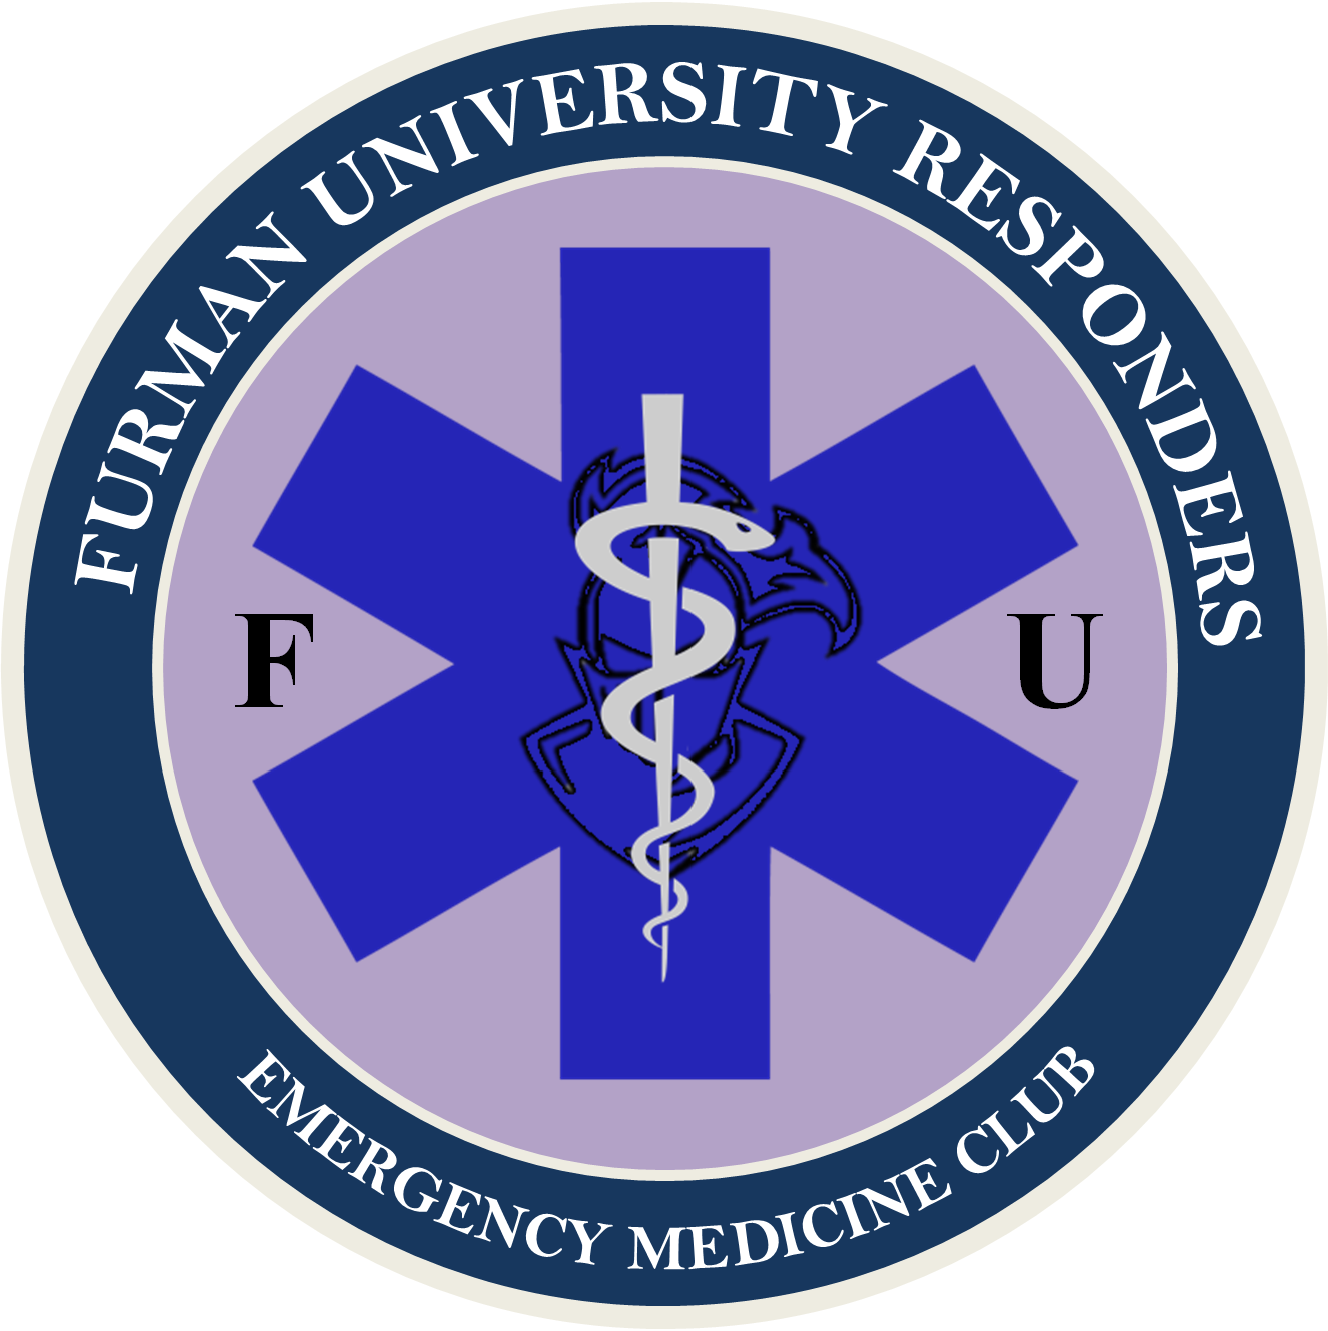 FURMAN UNIVERSITY RESPONDERS
F
U
EMERGENCY MEDICINE CLUB